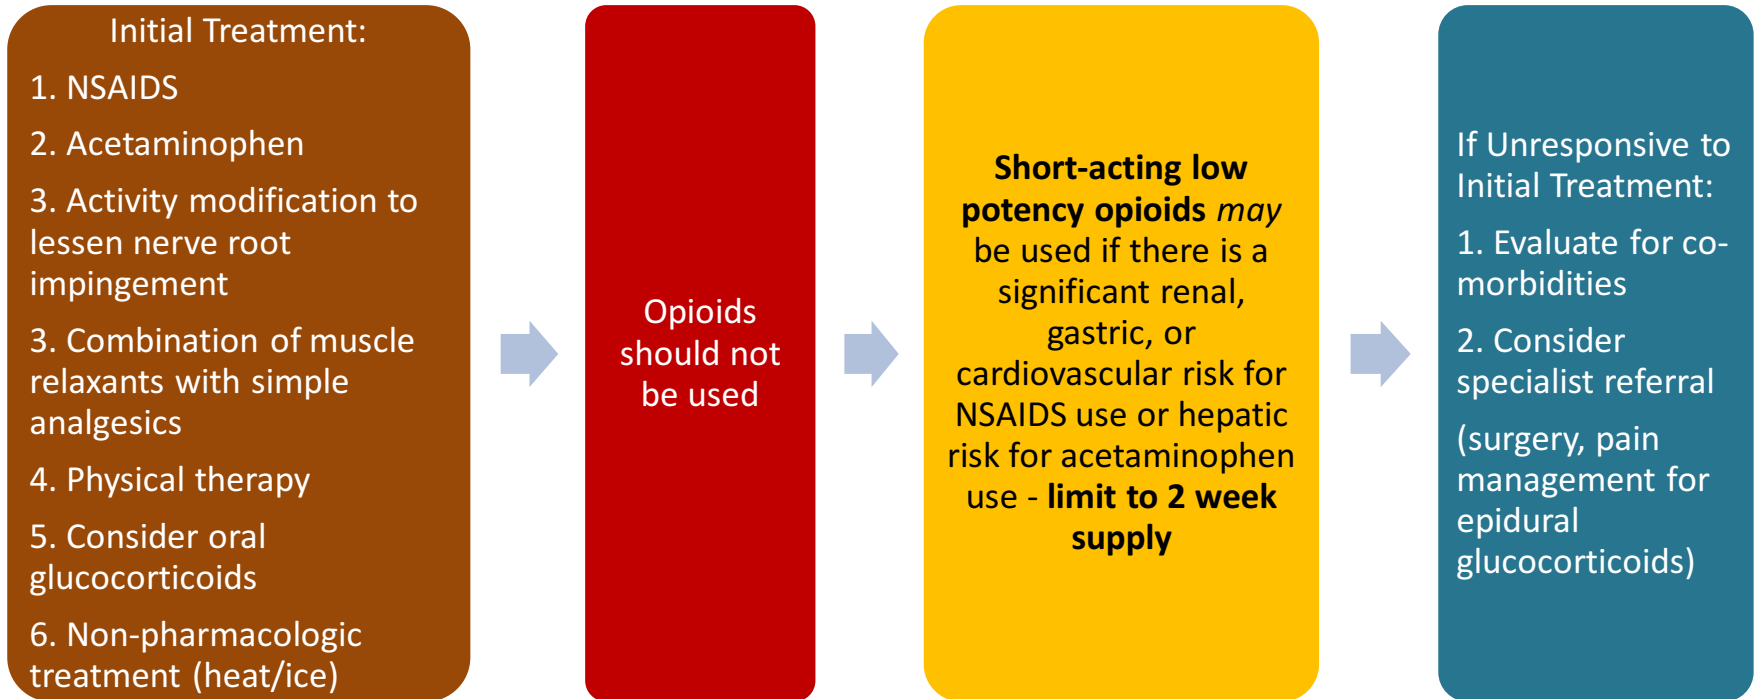 Initial Treatment:
1. NSAIDS
2. Acetaminophen
3. Activity modification to
lessen nerve root
impingement
3. Combination of muscle
relaxants with simple
analgesics
4. Physical therapy
5. Consider oral
glucocorticoids
6. Non-pharmacologic
treatment (heat/ice)
Opioids
should not
be used
Short-acting low
potency opioids may
be used if there is a
significant renal,
gastric, or
cardiovascular risk for
NSAIDS use or hepatic
risk for acetaminophen
use - limit to 2 week
supply
If Unresponsive to
Initial Treatment:
1. Evaluate for co-
morbidities
2. Consider
specialist referral
(surgery, pain
management for
epidural
glucocorticoids)